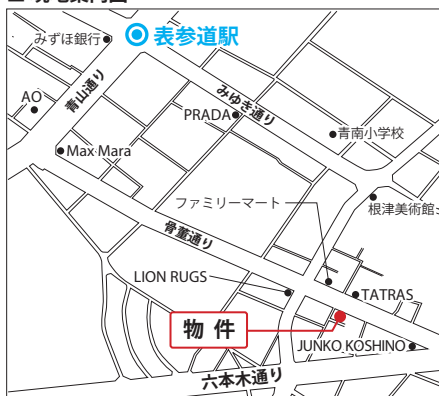 みずほ銀行
表参道駅
AO
青山通り
みゆき通り
PRADA
青南小学校
Max Mara
ファミリーマート
根津美術館
骨董通り
LION RUGS
TATRAS
物件
JUNKO KOSHINO
六本木通り